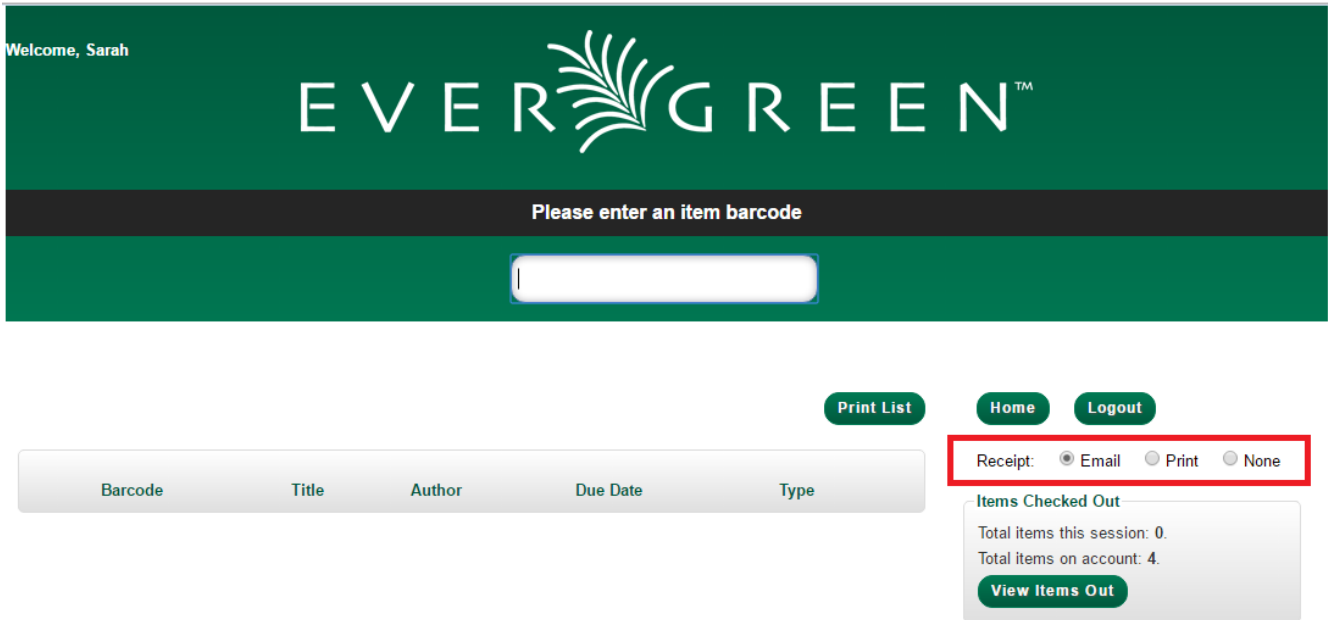 Welcome, Sarah
EVERGREEN™
Please enter an item barcode
Print List Home Logout
Receipt: Email Print None
Barcode Title Author Due Date Type
Items Checked Out
Total items this session: 0.
Total items on account: 4.
View Items Out